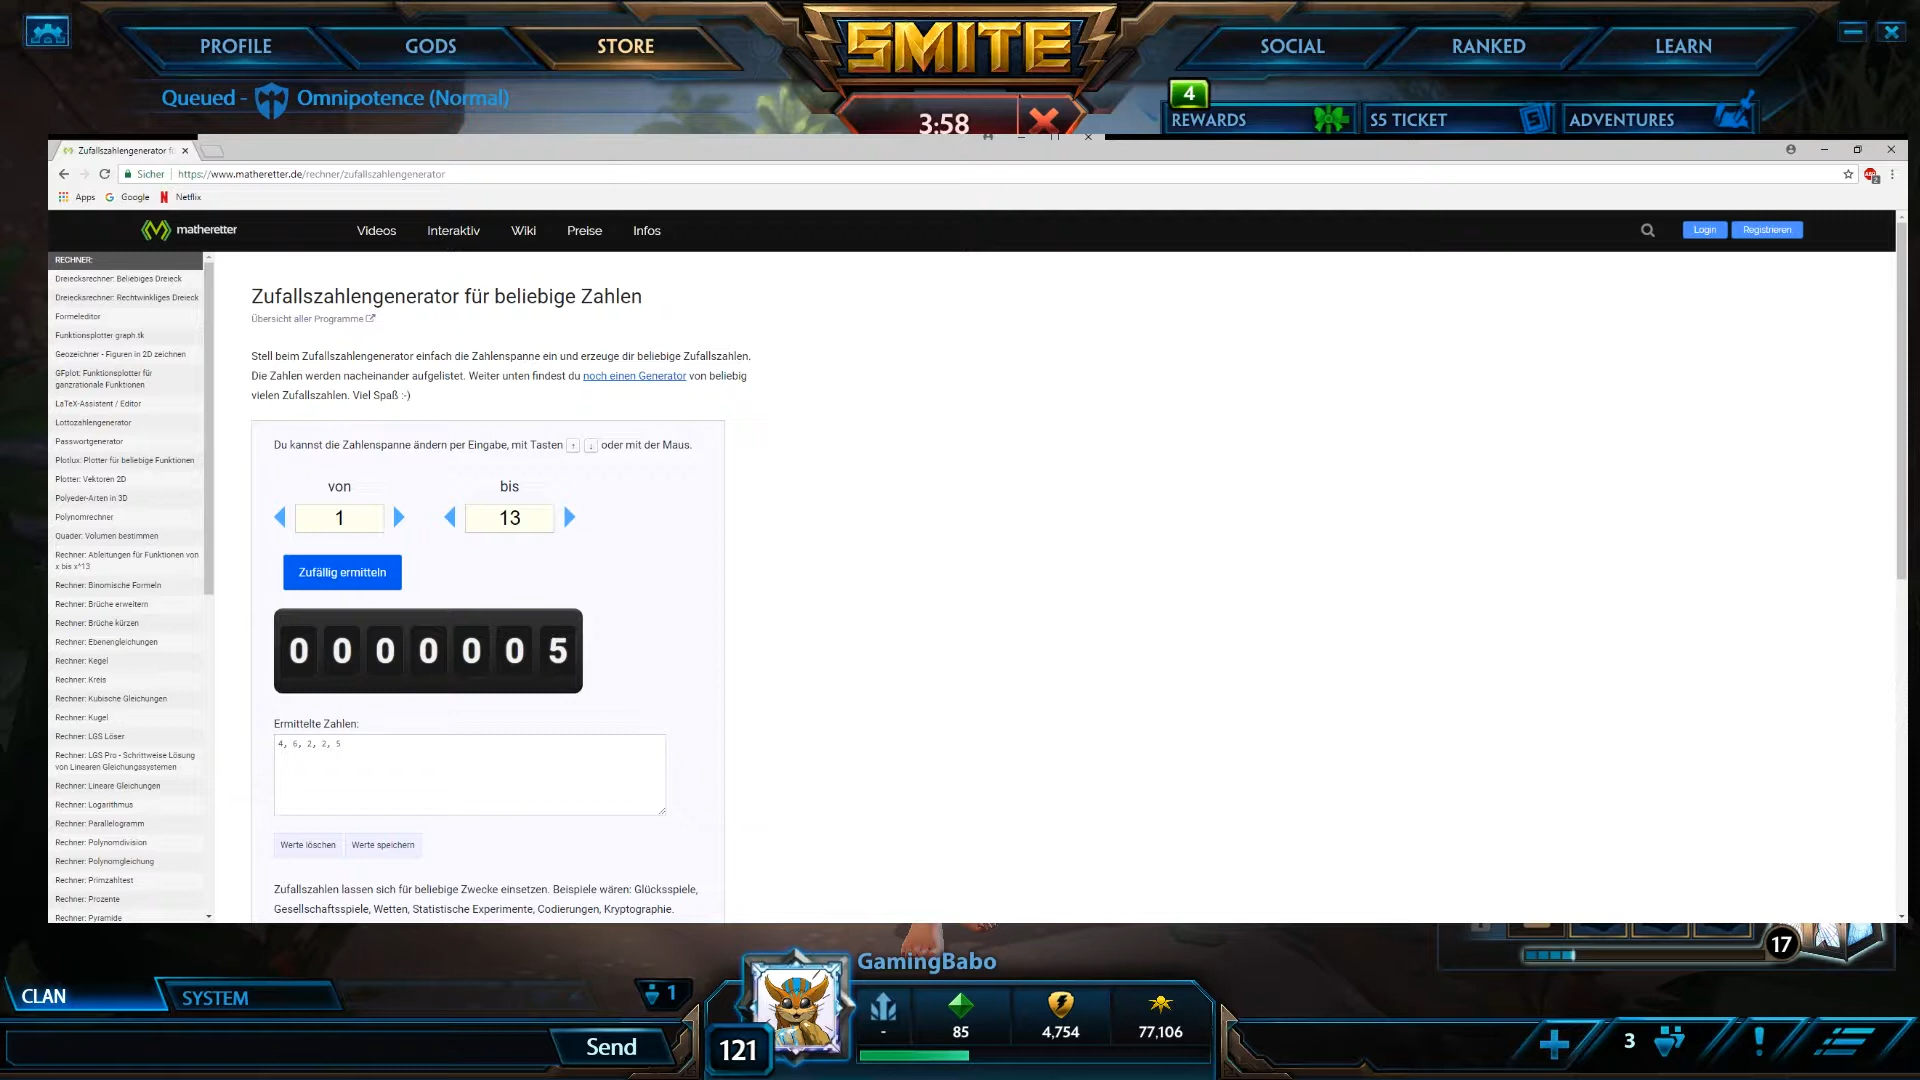 PROFILE
GODS
STORE
SMITE
SOCIAL
RANKED
LEARN
Queued - Omnipotence (Normal)
3:58
4
REWARDS
S5 TICKET
ADVENTURES
Zufallszahlengenerator fü
Sicher
https://www.matheretter.de/rechner/zufallszahlengenerator
Apps
Google
Netflix
matheretter
Videos
Interaktiv
Wiki
Preise
Infos
Login
Registrieren
RECHNER:
Dreiecksrechner: Beliebiges Dreieck
Dreiecksrechner: Rechtwinkliges Dreieck
Formeleditor
Funktionsplotter graph.tk
Geozeichner - Figuren in 2D zeichnen
GFplot: Funktionsplotter für
ganzrationale Funktionen
LaTeX-Assistent / Editor
Lottozahlengenerator
Passwortgenerator
Plotlux: Plotter für beliebige Funktionen
Plotter: Vektoren 2D
Polyeder-Arten in 3D
Polynomrechner
Quader: Volumen bestimmen
Rechner: Ableitungen für Funktionen von
x bis x^13
Rechner: Binomische Formeln
Rechner: Brüche erweitern
Rechner: Brüche kürzen
Rechner: Ebenengleichungen
Rechner: Kegel
Rechner: Kreis
Rechner: Kubische Gleichungen
Rechner: Kugel
Rechner: LGS Löser
Rechner: LGS Pro - Schrittweise Lösung
von Linearen Gleichungssystemen
Rechner: Lineare Gleichungen
Rechner: Logarithmus
Rechner: Parallelogramm
Rechner: Polynomdivision
Rechner: Polynomgleichung
Rechner: Primzahltest
Rechner: Prozente
Rechner: Pyramide
Zufallszahlengenerator für beliebige Zahlen
Übersicht aller Programme
Stell beim Zufallszahlengenerator einfach die Zahlenspanne ein und erzeuge dir beliebige Zufallszahlen.
Die Zahlen werden nacheinander aufgelistet. Weiter unten findest du noch einen Generator von beliebig
vielen Zufallszahlen. Viel Spaß :-)
Du kannst die Zahlenspanne ändern per Eingabe, mit Tasten ↑ ↓ oder mit der Maus.
von
bis
1
13
Zufällig ermitteln
0 0 0 0 0 0 5
Ermittelte Zahlen:
4, 6, 2, 2, 5
Werte löschen
Werte speichern
Zufallszahlen lassen sich für beliebige Zwecke einsetzen. Beispiele wären: Glücksspiele,
Gesellschaftsspiele, Wetten, Statistische Experimente, Codierungen, Kryptographie.
17
GamingBabo
CLAN
SYSTEM
1
-
85
4,754
77,106
Send
121
3